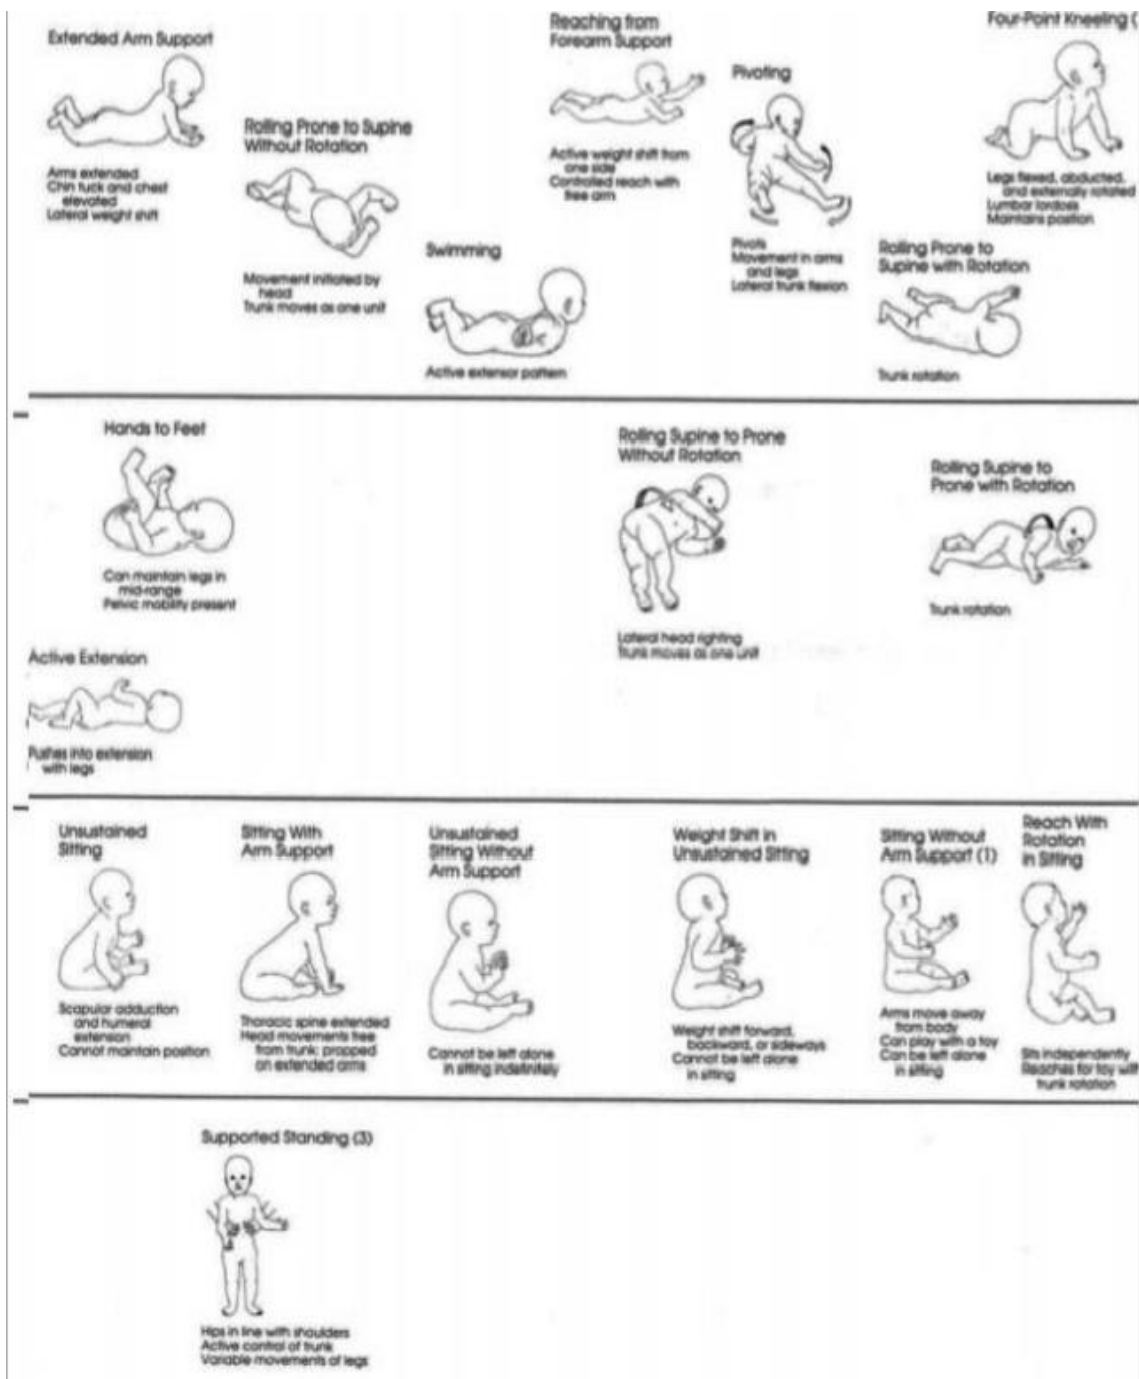 Extended Arm Support
Arms extended
Chin tuck and chest
elevated
Lateral weight shift
Rolling Prone to Supine
Without Rotation
Movement initiated by
head
Trunk moves as one unit
Swimming
Active extensor pattern
Reaching from
Forearm Support
Active weight shift from
one side
Controlled reach with
free arm
Pivoting
Pivots
Movement in arms
and legs
Lateral trunk flexion
Four-Point Kneeling (
Legs flexed, abducted,
and externally rotated
Lumbar lordosis
Maintains position
Rolling Prone to
Supine with Rotation
Trunk rotation
Hands to Feet
Can maintain legs in
mid-range
Pelvic mobility present
Active Extension
Pushes into extension
with legs
Rolling Supine to Prone
Without Rotation
Lateral head righting
Trunk moves as one unit
Rolling Supine to
Prone with Rotation
Trunk rotation
Unsustained
Sitting
Scapular adduction
and humeral
extension
Cannot maintain position
Sitting With
Arm Support
Thoracic spine extended
Head movements free
from trunk; propped
on extended arms
Unsustained
Sitting Without
Arm Support
Cannot be left alone
in sitting indefinitely
Weight Shift in
Unsustained Sitting
Weight shift forward,
backward, or sideways
Cannot be left alone
in sitting
Sitting Without
Arm Support (1)
Arms move away
from body
Can play with a toy
Can be left alone
in sitting
Reach With
Rotation
in Sitting
Sits independently
Reaches for toy with
trunk rotation
Supported Standing (3)
Hips in line with shoulders
Active control of trunk
Variable movements of legs